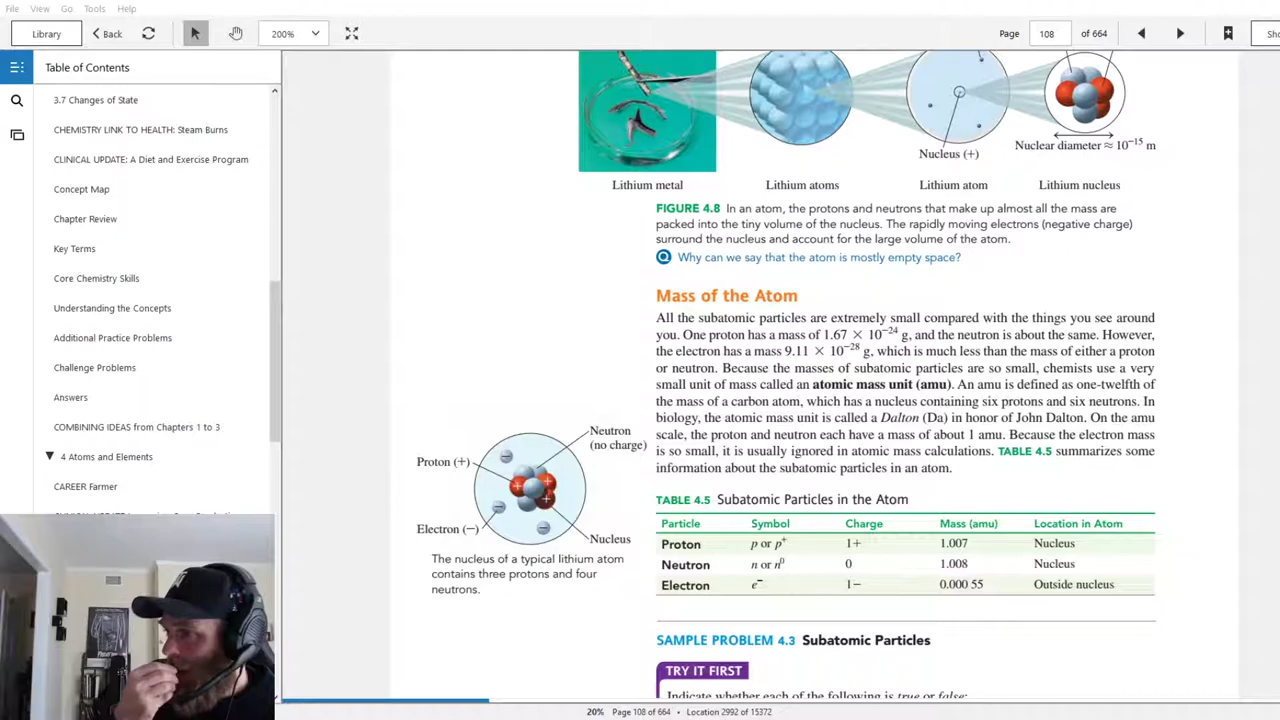 File View Go Tools Help
Library Back 200% Page 108 of 664
Table of Contents
3.7 Changes of State
CHEMISTRY LINK TO HEALTH: Steam Burns
CLINICAL UPDATE: A Diet and Exercise Program
Concept Map
Chapter Review
Key Terms
Core Chemistry Skills
Understanding the Concepts
Additional Practice Problems
Challenge Problems
Answers
COMBINING IDEAS from Chapters 1 to 3
4 Atoms and Elements
CAREER Farmer
Nucleus (+)
Nuclear diameter ≈ 10⁻¹⁵ m
Lithium metal Lithium atoms Lithium atom Lithium nucleus
FIGURE 4.8 In an atom, the protons and neutrons that make up almost all the mass are
packed into the tiny volume of the nucleus. The rapidly moving electrons (negative charge)
surround the nucleus and account for the large volume of the atom.
Q Why can we say that the atom is mostly empty space?
Mass of the Atom
All the subatomic particles are extremely small compared with the things you see around
you. One proton has a mass of 1.67 × 10⁻²⁴ g, and the neutron is about the same. However,
the electron has a mass 9.11 × 10⁻²⁸ g, which is much less than the mass of either a proton
or neutron. Because the masses of subatomic particles are so small, chemists use a very
small unit of mass called an atomic mass unit (amu). An amu is defined as one-twelfth of
the mass of a carbon atom, which has a nucleus containing six protons and six neutrons. In
biology, the atomic mass unit is called a Dalton (Da) in honor of John Dalton. On the amu
scale, the proton and neutron each have a mass of about 1 amu. Because the electron mass
is so small, it is usually ignored in atomic mass calculations. TABLE 4.5 summarizes some
information about the subatomic particles in an atom.
Neutron
(no charge)
Proton (+)
Electron (−)
Nucleus
The nucleus of a typical lithium atom
contains three protons and four
neutrons.
TABLE 4.5 Subatomic Particles in the Atom
Particle Symbol Charge Mass (amu) Location in Atom
Proton p or p⁺ 1+ 1.007 Nucleus
Neutron n or n⁰ 0 1.008 Nucleus
Electron e⁻ 1− 0.000 55 Outside nucleus
SAMPLE PROBLEM 4.3 Subatomic Particles
TRY IT FIRST
Indicate whether each of the following is true or false:
20% Page 108 of 664 • Location 2992 of 15372